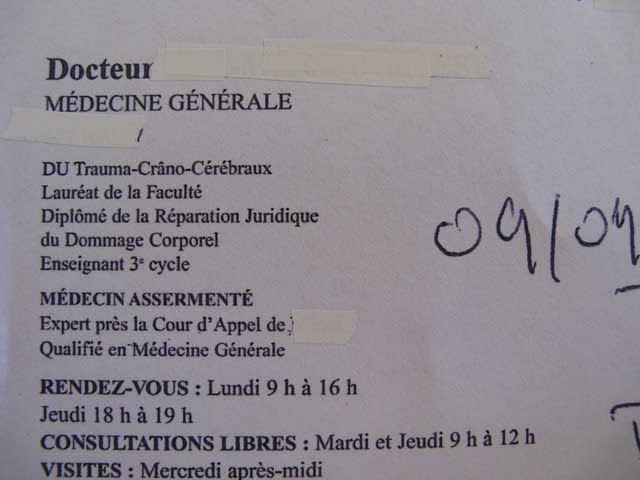 Docteur
MÉDECINE GÉNÉRALE
DU Trauma-Crâno-Cérébraux
Lauréat de la Faculté
Diplômé de la Réparation Juridique
du Dommage Corporel
Enseignant 3e cycle
09/09
MÉDECIN ASSERMENTÉ
Expert près la Cour d'Appel de
Qualifié en Médecine Générale
RENDEZ-VOUS : Lundi 9 h à 16 h
Jeudi 18 h à 19 h
CONSULTATIONS LIBRES : Mardi et Jeudi 9 h à 12 h
VISITES : Mercredi après-midi